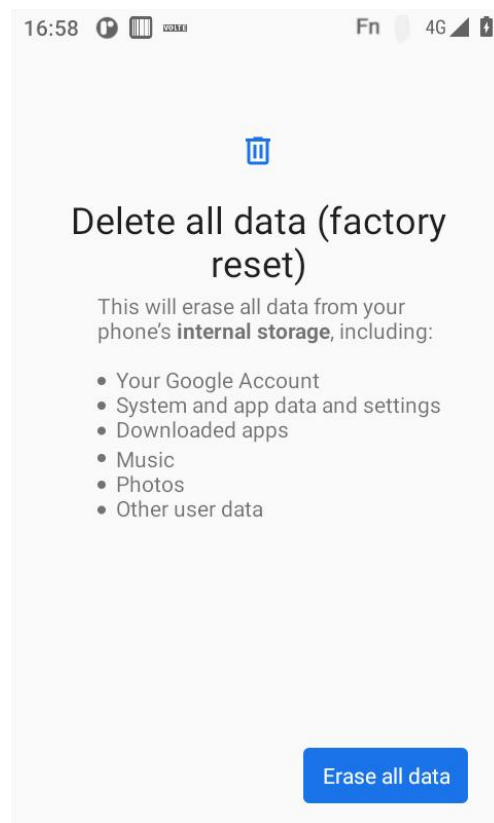 16:58 VOLTE Fn 4G
Delete all data (factory
reset)
This will erase all data from your
phone’s internal storage, including:
• Your Google Account
• System and app data and settings
• Downloaded apps
• Music
• Photos
• Other user data
Erase all data